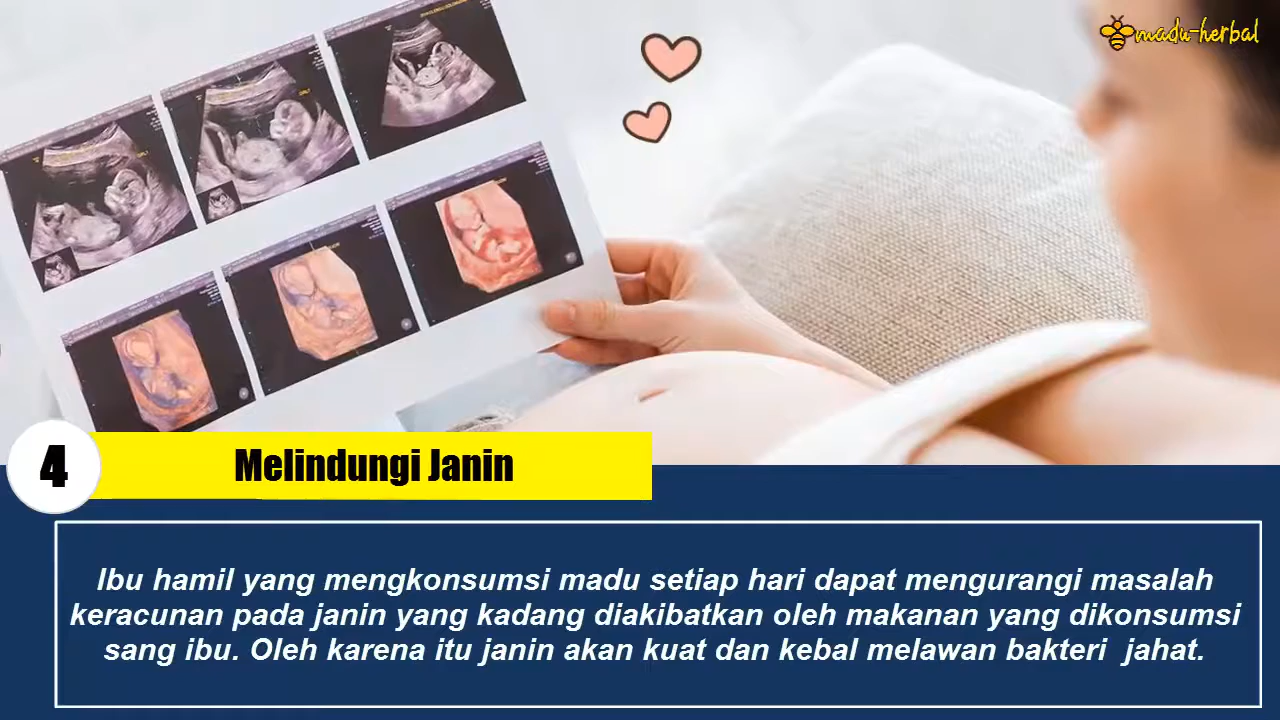 madu-herbal
4
Melindungi Janin
Ibu hamil yang mengkonsumsi madu setiap hari dapat mengurangi masalah
keracunan pada janin yang kadang diakibatkan oleh makanan yang dikonsumsi
sang ibu. Oleh karena itu janin akan kuat dan kebal melawan bakteri  jahat.